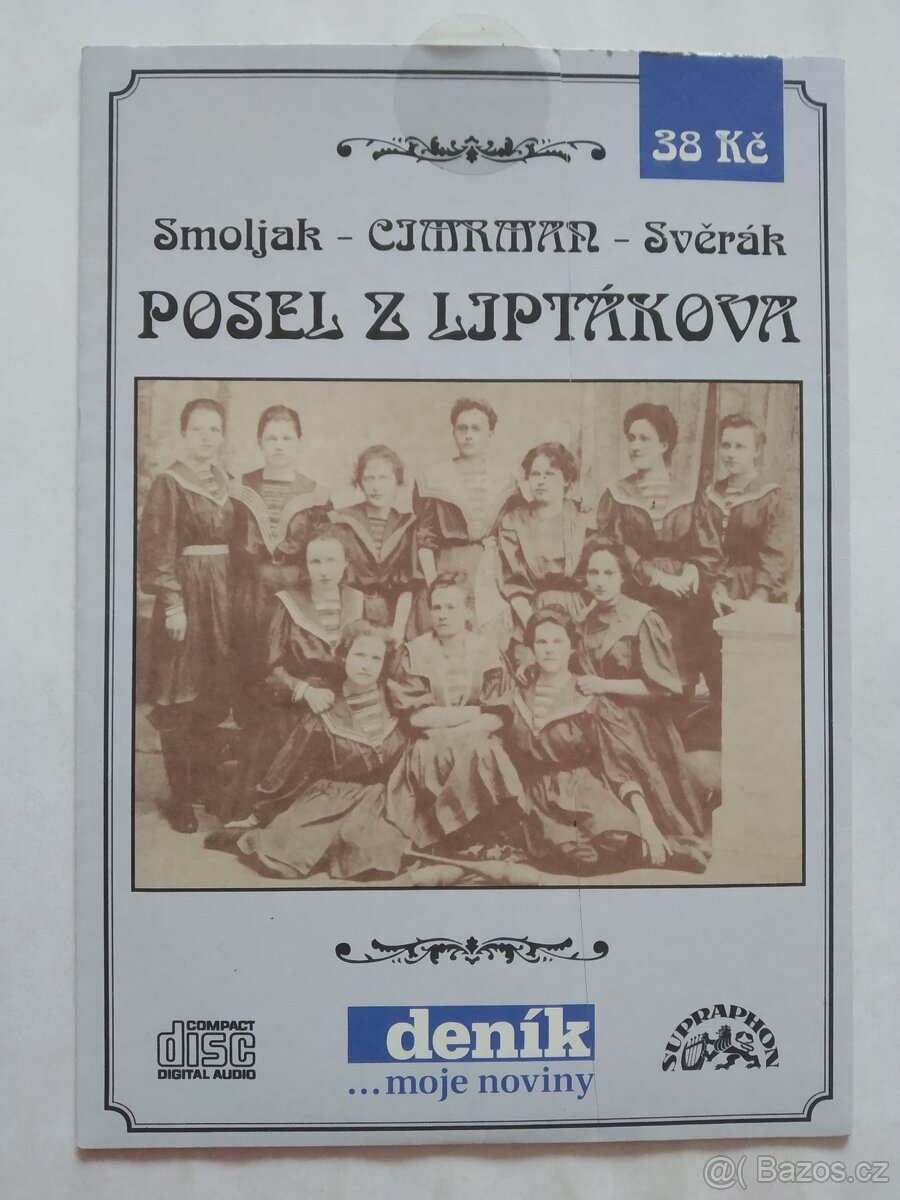 38 Kč
Smoljak - CIMRMAN - Svěrák
POSEL Z LIPTÁKOVA
COMPACT
disc
DIGITAL AUDIO
deník
...moje noviny
SUPRAPHON
@( Bazos.cz